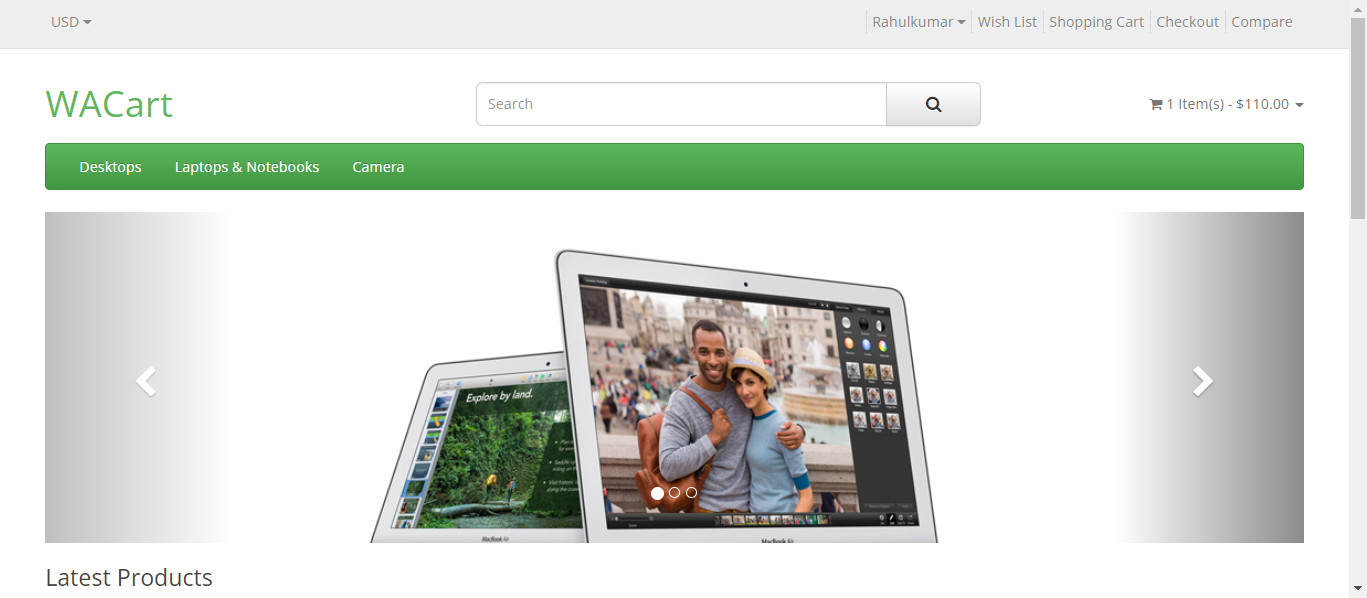 USD
Rahulkumar Wish List Shopping Cart Checkout Compare
WACart
Search
1 Item(s) - $110.00
Desktops Laptops & Notebooks Camera
Explore by land.
MacBook Air
MacBook Air
Latest Products